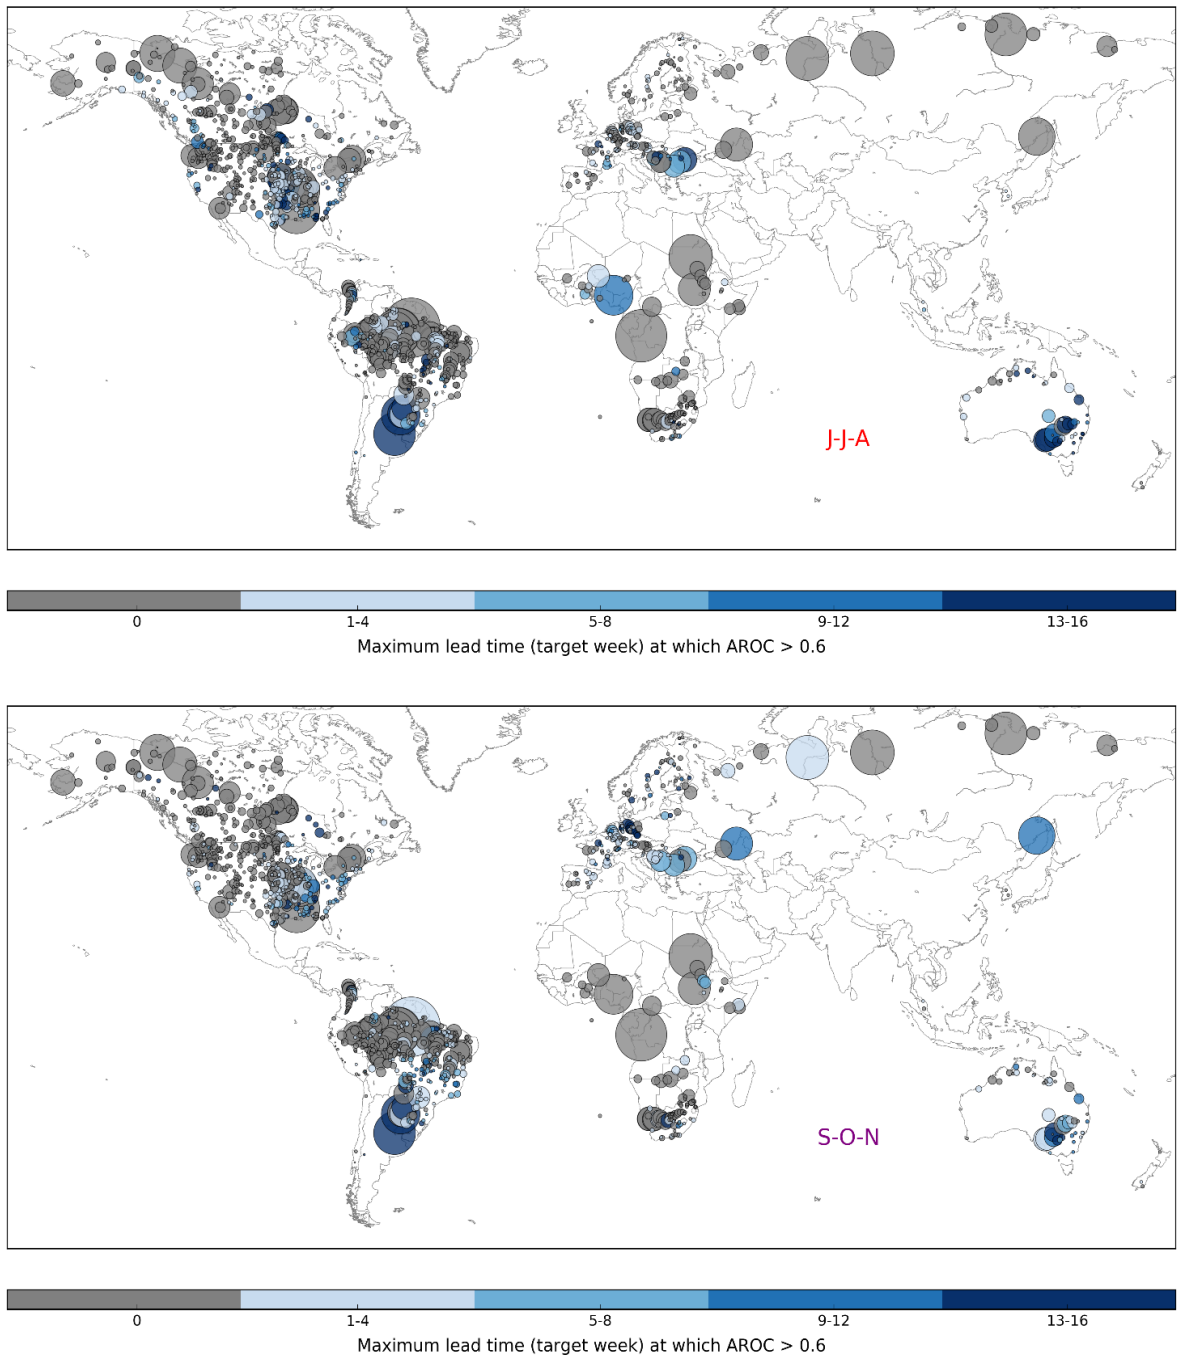 J-J-A
0 1-4 5-8 9-12 13-16
Maximum lead time (target week) at which AROC > 0.6
S-O-N
0 1-4 5-8 9-12 13-16
Maximum lead time (target week) at which AROC > 0.6